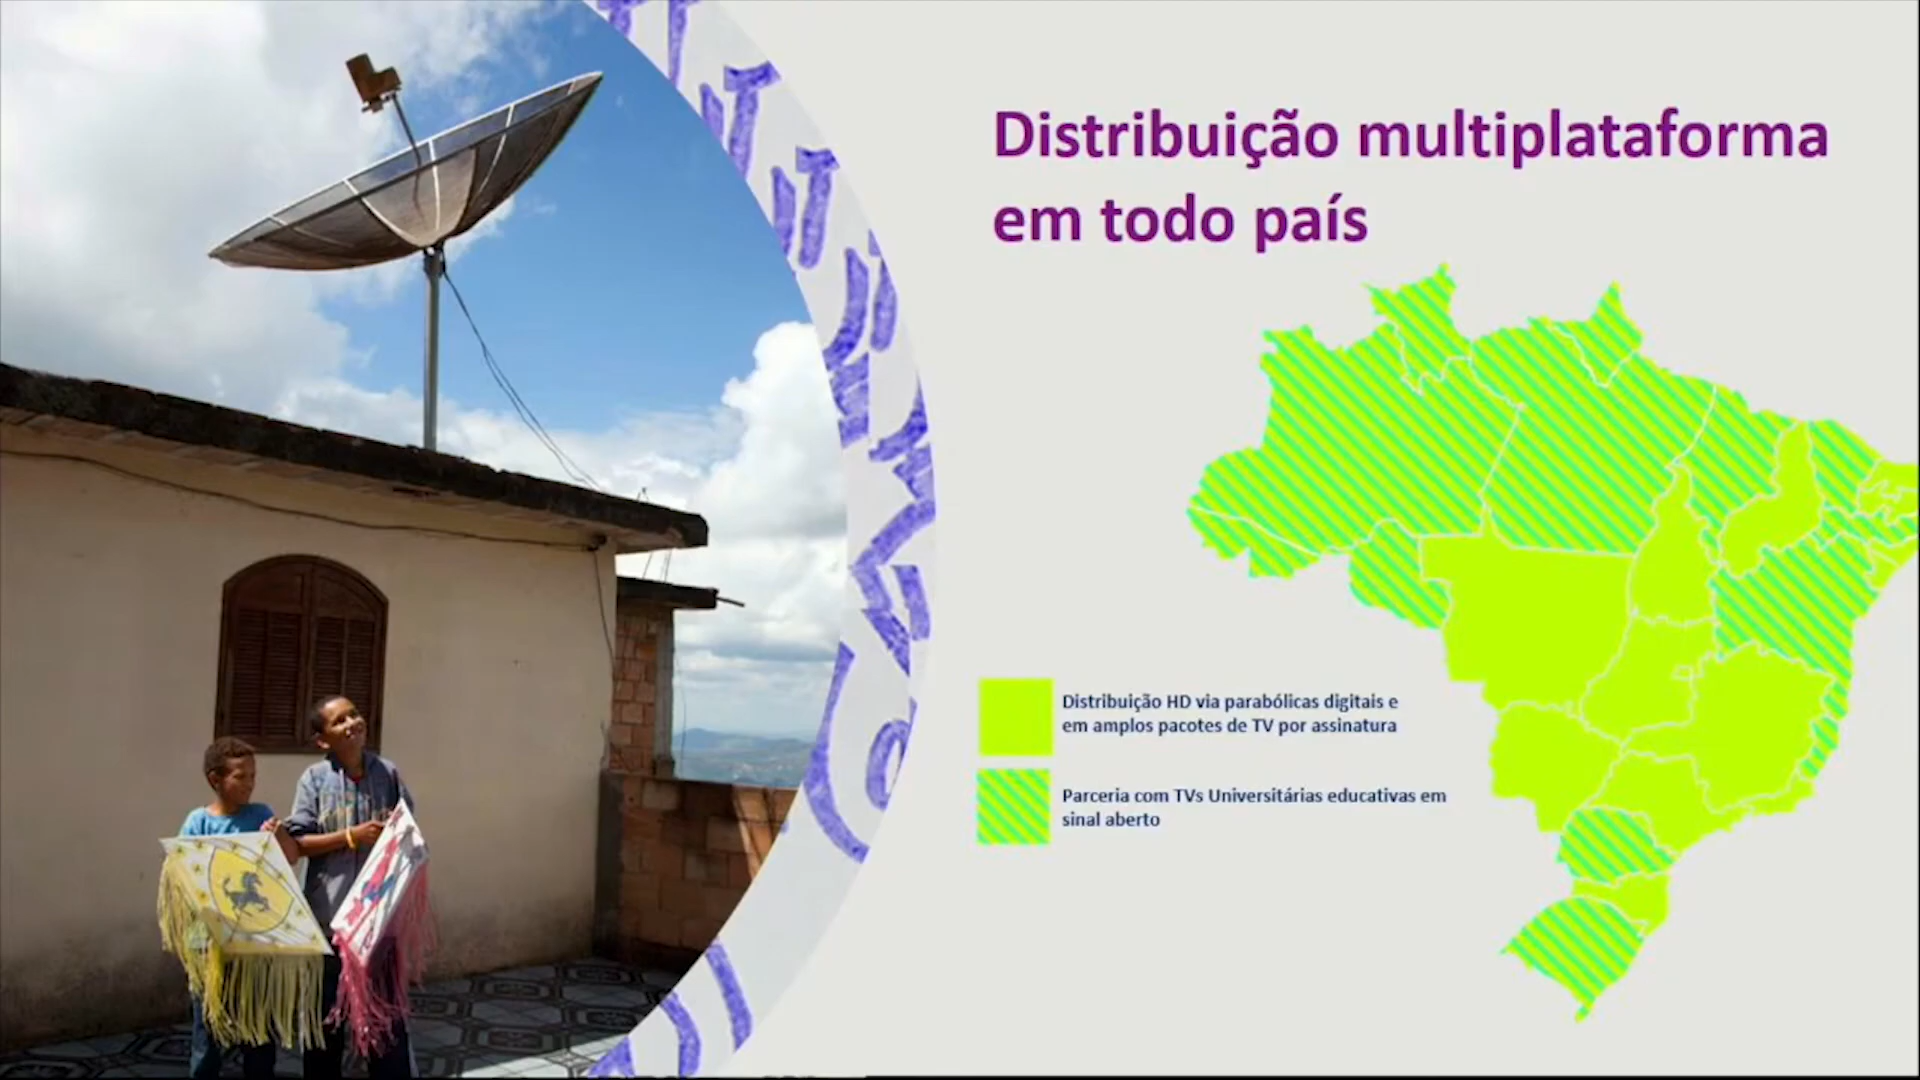 Distribuição multiplataforma
em todo país
Distribuição HD via parabólicas digitais e
em amplos pacotes de TV por assinatura
Parceria com TVs Universitárias educativas em
sinal aberto